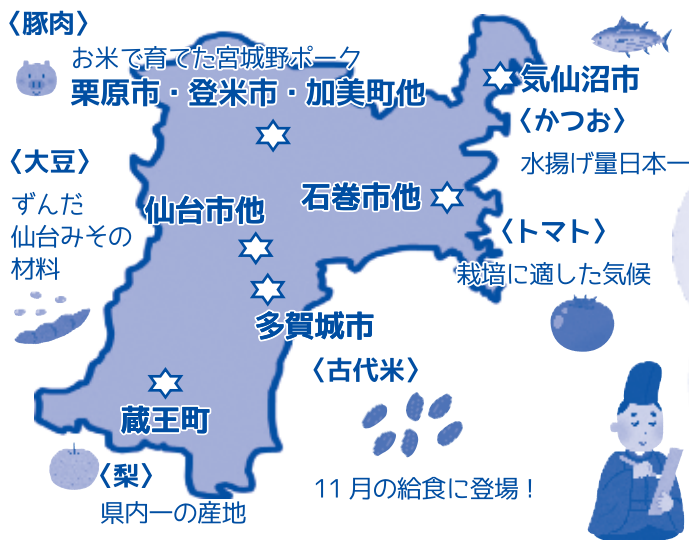 〈豚肉〉
お米で育てた宮城野ポーク
栗原市・登米市・加美町他
気仙沼市
〈かつお〉
水揚げ量日本一
〈大豆〉
ずんだ
仙台みその
材料
仙台市他
石巻市他
〈トマト〉
栽培に適した気候
多賀城市
〈古代米〉
11月の給食に登場！
蔵王町
〈梨〉
県内一の産地